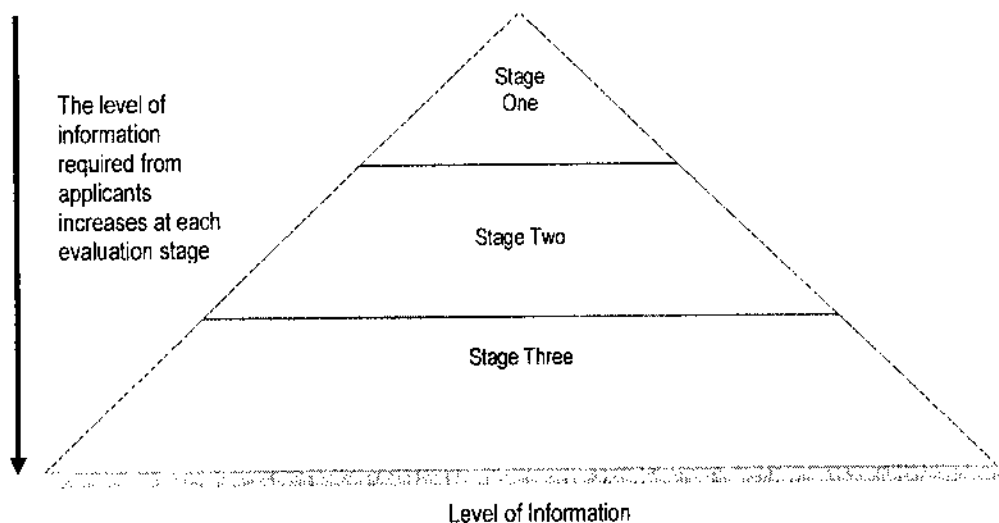 Stage
One
The level of
information
required from
applicants
increases at each
evaluation stage
Stage Two
Stage Three
Level of Information